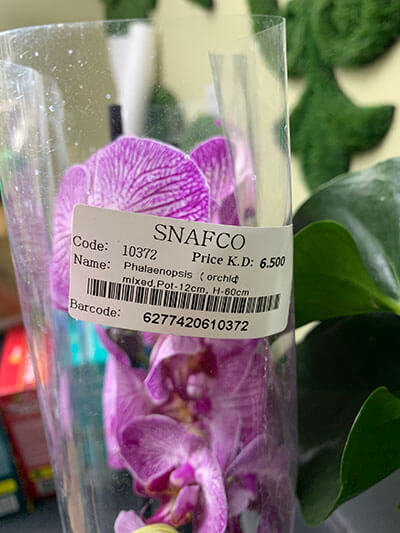 SNAFCO
Code: 10372 Price K.D: 6.500
Name: Phalaenopsis (orchid)
mixed,Pot-12cm, H-60cm
Barcode: 6277420610372